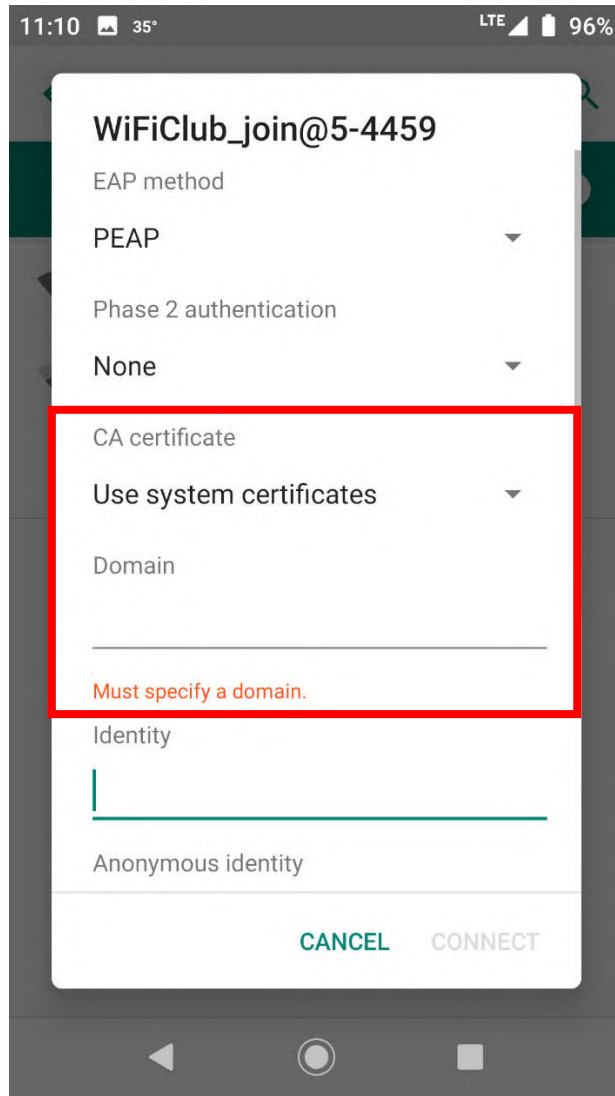 11:10 35° LTE 96%
WiFiClub_join@5-4459
EAP method
PEAP
Phase 2 authentication
None
CA certificate
Use system certificates
Domain
Must specify a domain.
Identity
Anonymous identity
CANCEL CONNECT